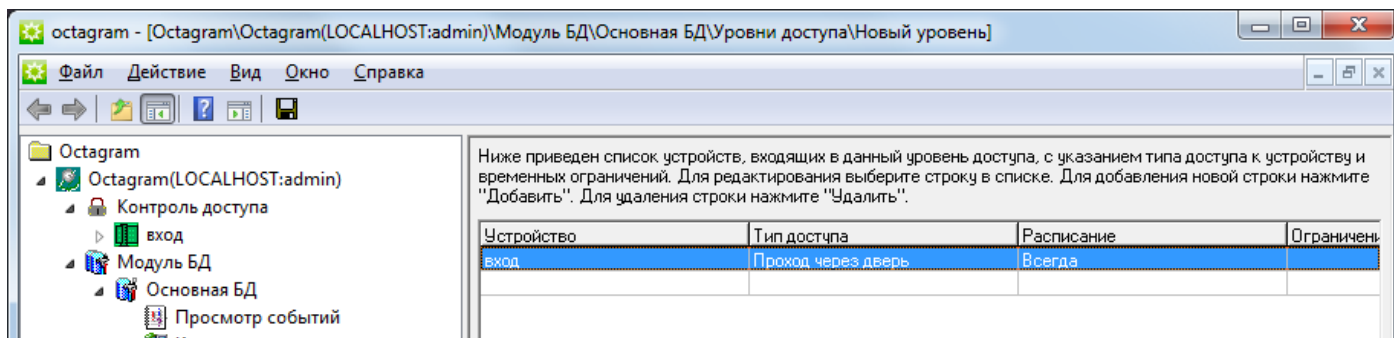 octagram - [Octagram\Octagram(LOCALHOST:admin)\Модуль БД\Основная БД\Уровни доступа\Новый уровень]
Файл Действие Вид Окно Справка
Octagram
Octagram(LOCALHOST:admin)
Контроль доступа
вход
Модуль БД
Основная БД
Просмотр событий
Ниже приведен список устройств, входящих в данный уровень доступа, с указанием типа доступа к устройству и
временных ограничений. Для редактирования выберите строку в списке. Для добавления новой строки нажмите
"Добавить". Для удаления строки нажмите "Удалить".
Устройство Тип доступа Расписание Ограничени
вход Проход через дверь Всегда